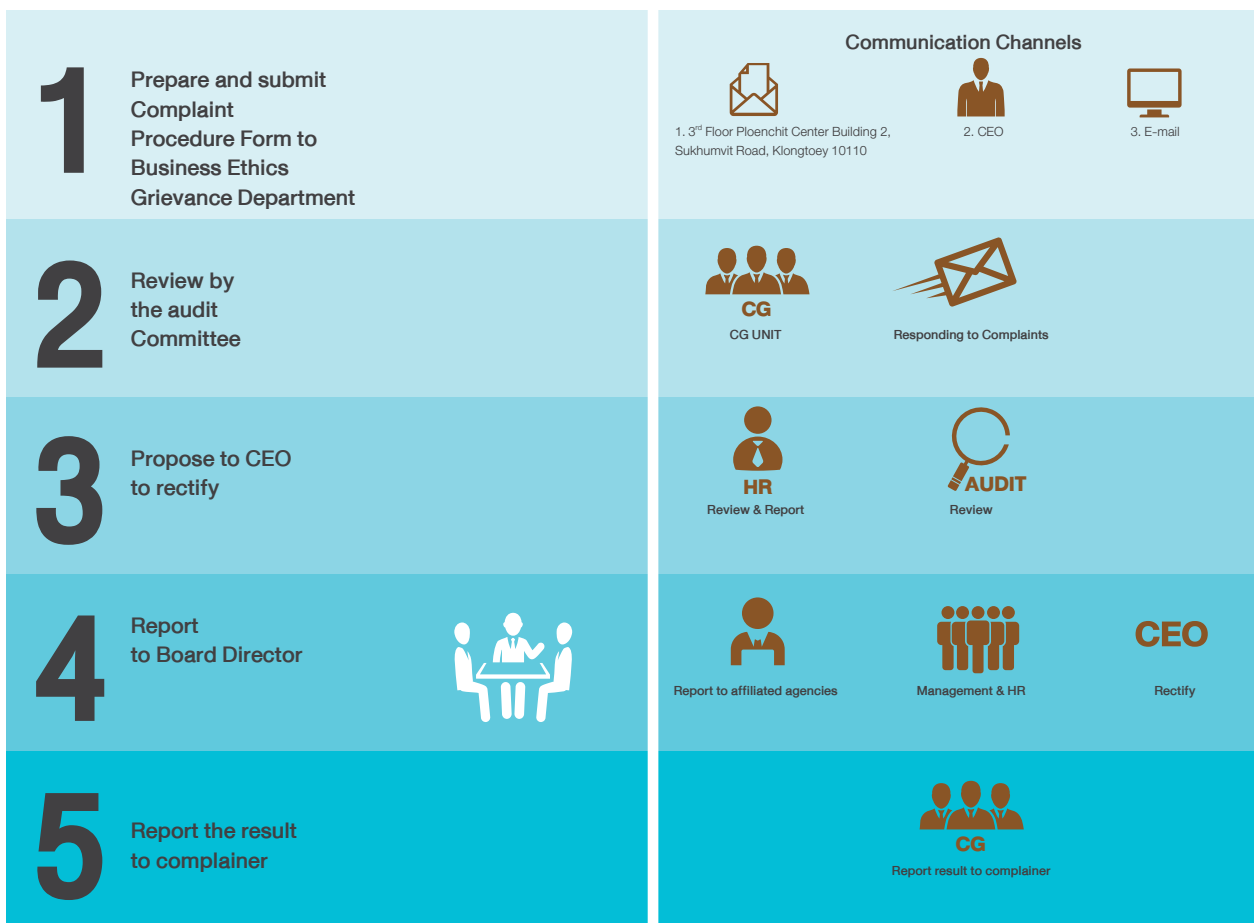 1
Prepare and submit
Complaint
Procedure Form to
Business Ethics
Grievance Department
Communication Channels
1. 3rd Floor Ploenchit Center Building 2,
Sukhumvit Road, Klongtoey 10110
2. CEO
3. E-mail
2
Review by
the audit
Committee
CG
CG UNIT
Responding to Complaints
3
Propose to CEO
to rectify
HR
Review & Report
AUDIT
Review
4
Report
to Board Director
Report to affiliated agencies
Management & HR
CEO
Rectify
5
Report the result
to complainer
CG
Report result to complainer